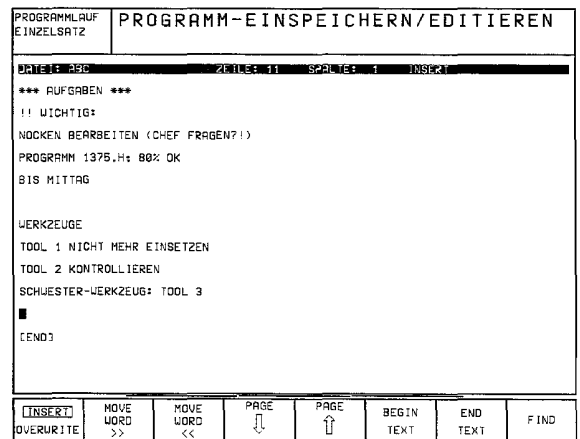 PROGRAMMLAUF
EINZELSATZ
PROGRAMM-EINSPEICHERN/EDITIEREN
DATEI: ABC ZEILE: 11 SPALTE: 1 INSERT
*** AUFGABEN ***
!! WICHTIG:
NOCKEN BEARBEITEN (CHEF FRAGEN?!)
PROGRAMM 1375.H: 80% OK
BIS MITTAG
WERKZEUGE
TOOL 1 NICHT MEHR EINSETZEN
TOOL 2 KONTROLLIEREN
SCHWESTER-WERKZEUG: TOOL 3
[END]
INSERT
OVERWRITE
MOVE
WORD
>>
MOVE
WORD
<<
PAGE
⇩
PAGE
⇧
BEGIN
TEXT
END
TEXT
FIND